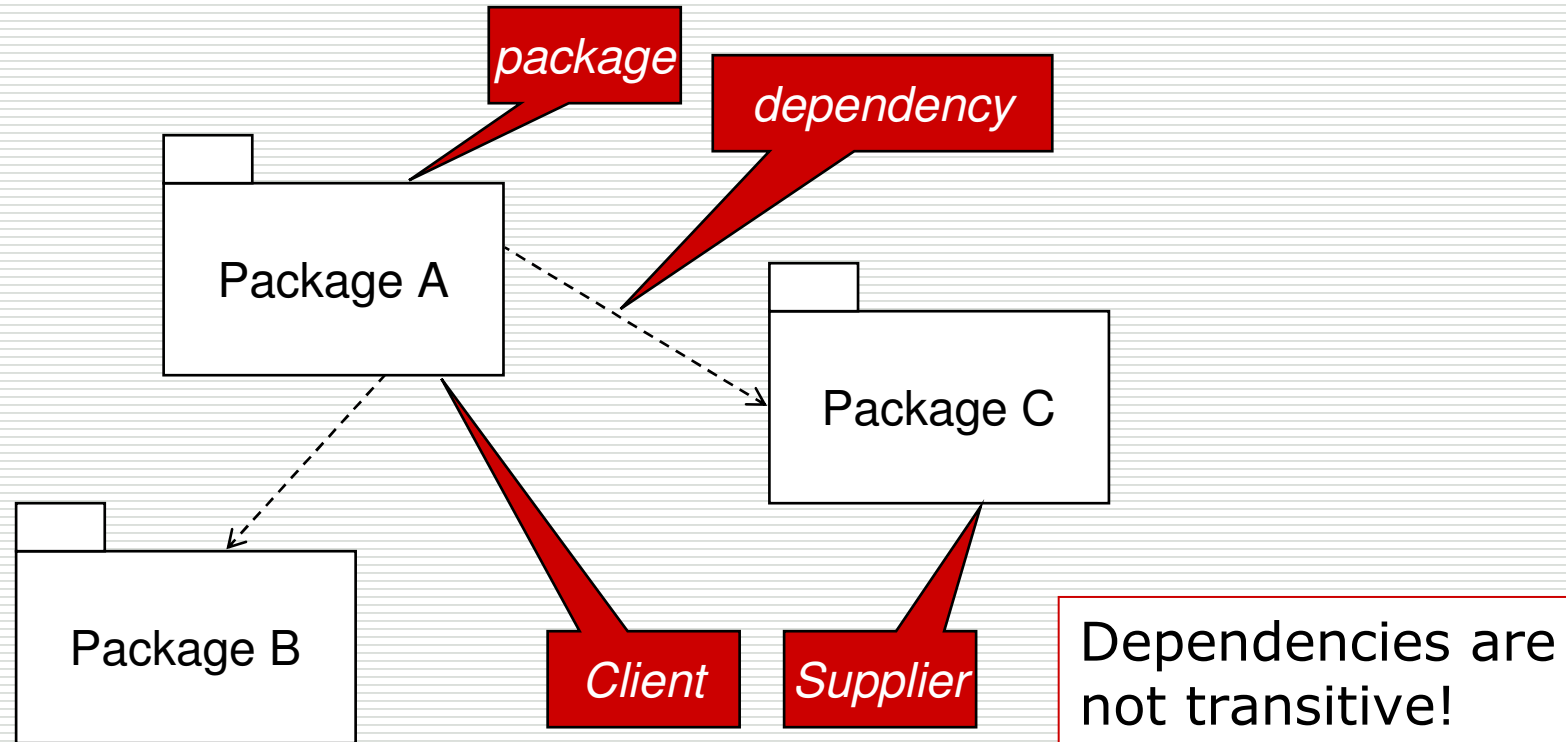 package
dependency
Package A
Package C
Package B
Client
Supplier
Dependencies are
not transitive!